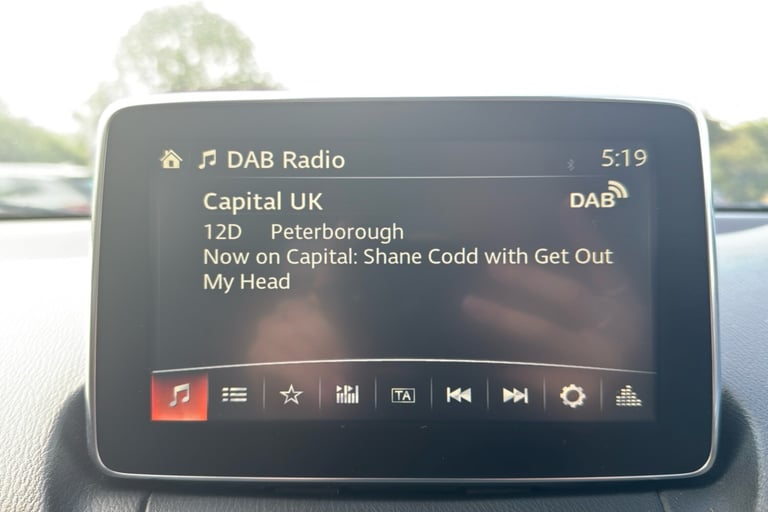 DAB Radio 5:19
Capital UK DAB
12D Peterborough
Now on Capital: Shane Codd with Get Out
My Head
TA